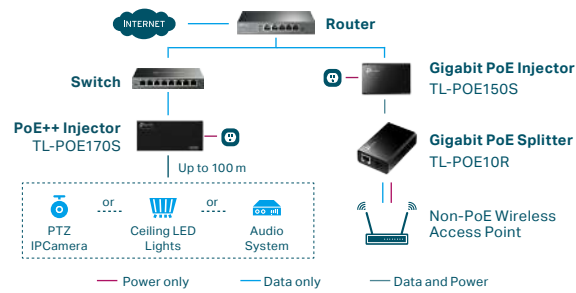 INTERNET
Router
Switch
Gigabit PoE Injector
TL-POE150S
PoE++ Injector
TL-POE170S
Gigabit PoE Splitter
TL-POE10R
Up to 100 m
or
or
PTZ
IPCamera
Ceiling LED
Lights
Audio
System
Non-PoE Wireless
Access Point
Power only
Data only
Data and Power